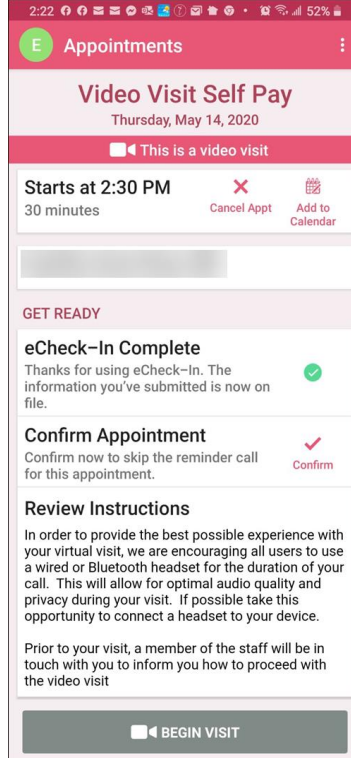 2:22 52%
E Appointments
Video Visit Self Pay
Thursday, May 14, 2020
This is a video visit
Starts at 2:30 PM
30 minutes
Cancel Appt
Add to
Calendar
GET READY
eCheck–In Complete
Thanks for using eCheck–In. The
information you've submitted is now on
file.
Confirm Appointment
Confirm now to skip the reminder call
for this appointment.
Confirm
Review Instructions
In order to provide the best possible experience with
your virtual visit, we are encouraging all users to use
a wired or Bluetooth headset for the duration of your
call.  This will allow for optimal audio quality and
privacy during your visit.  If possible take this
opportunity to connect a headset to your device.
Prior to your visit, a member of the staff will be in
touch with you to inform you how to proceed with
the video visit
BEGIN VISIT